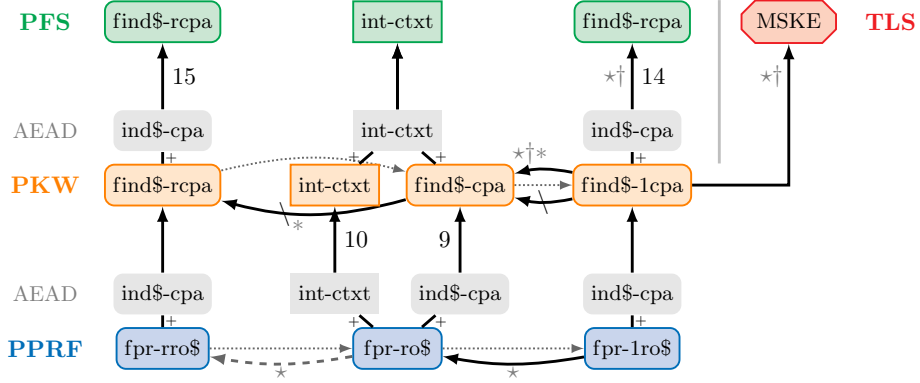 PFS find$-rcpa int-ctxt find$-rcpa MSKE TLS
15 ⋆† 14 ⋆†
AEAD ind$-cpa int-ctxt ind$-cpa
+ + + ⋆†* +
PKW find$-rcpa int-ctxt find$-cpa find$-1cpa
\ * \
10 9
AEAD ind$-cpa int-ctxt ind$-cpa ind$-cpa
+ + + +
PPRF fpr-rro$ fpr-ro$ fpr-1ro$
⋆ ⋆